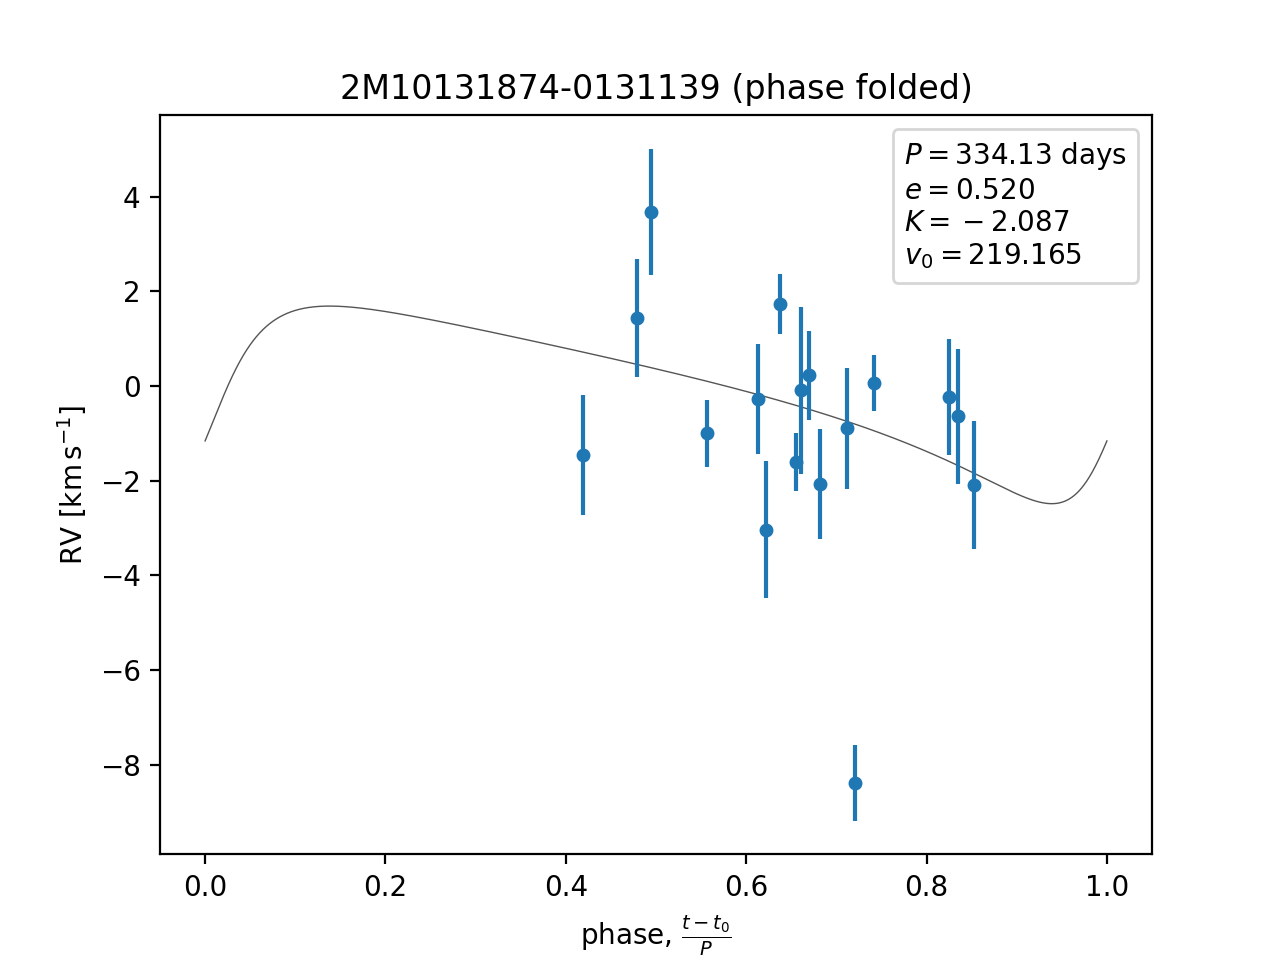 2M10131874-0131139 (phase folded)
P = 334.13 days
e = 0.520
K = −2.087
v₀ = 219.165
RV [km s⁻¹]
4
2
0
−2
−4
−6
−8
0.0 0.2 0.4 0.6 0.8 1.0
phase, (t − t₀)/P